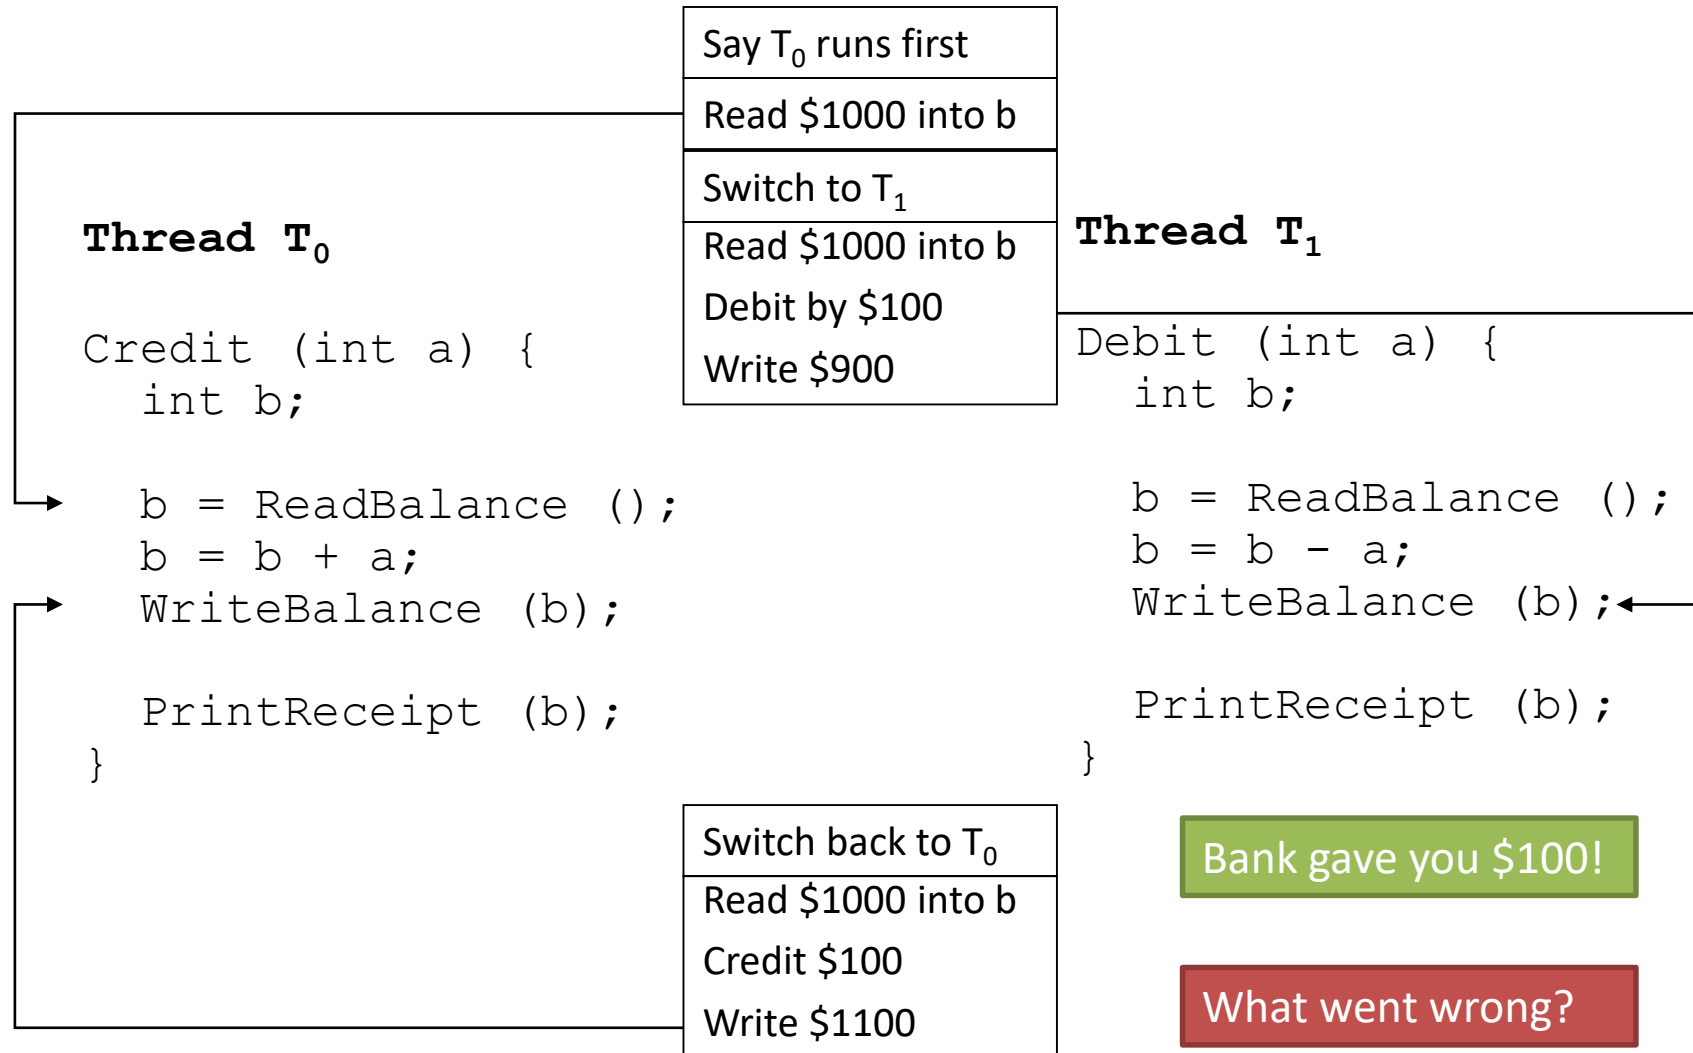 Say T₀ runs first
Read $1000 into b
Switch to T₁
Read $1000 into b
Debit by $100
Write $900
Thread T₀
Credit (int a) {
int b;
b = ReadBalance ();
b = b + a;
WriteBalance (b);
PrintReceipt (b);
}
Thread T₁
Debit (int a) {
int b;
b = ReadBalance ();
b = b - a;
WriteBalance (b);
PrintReceipt (b);
}
Switch back to T₀
Read $1000 into b
Credit $100
Write $1100
Bank gave you $100!
What went wrong?